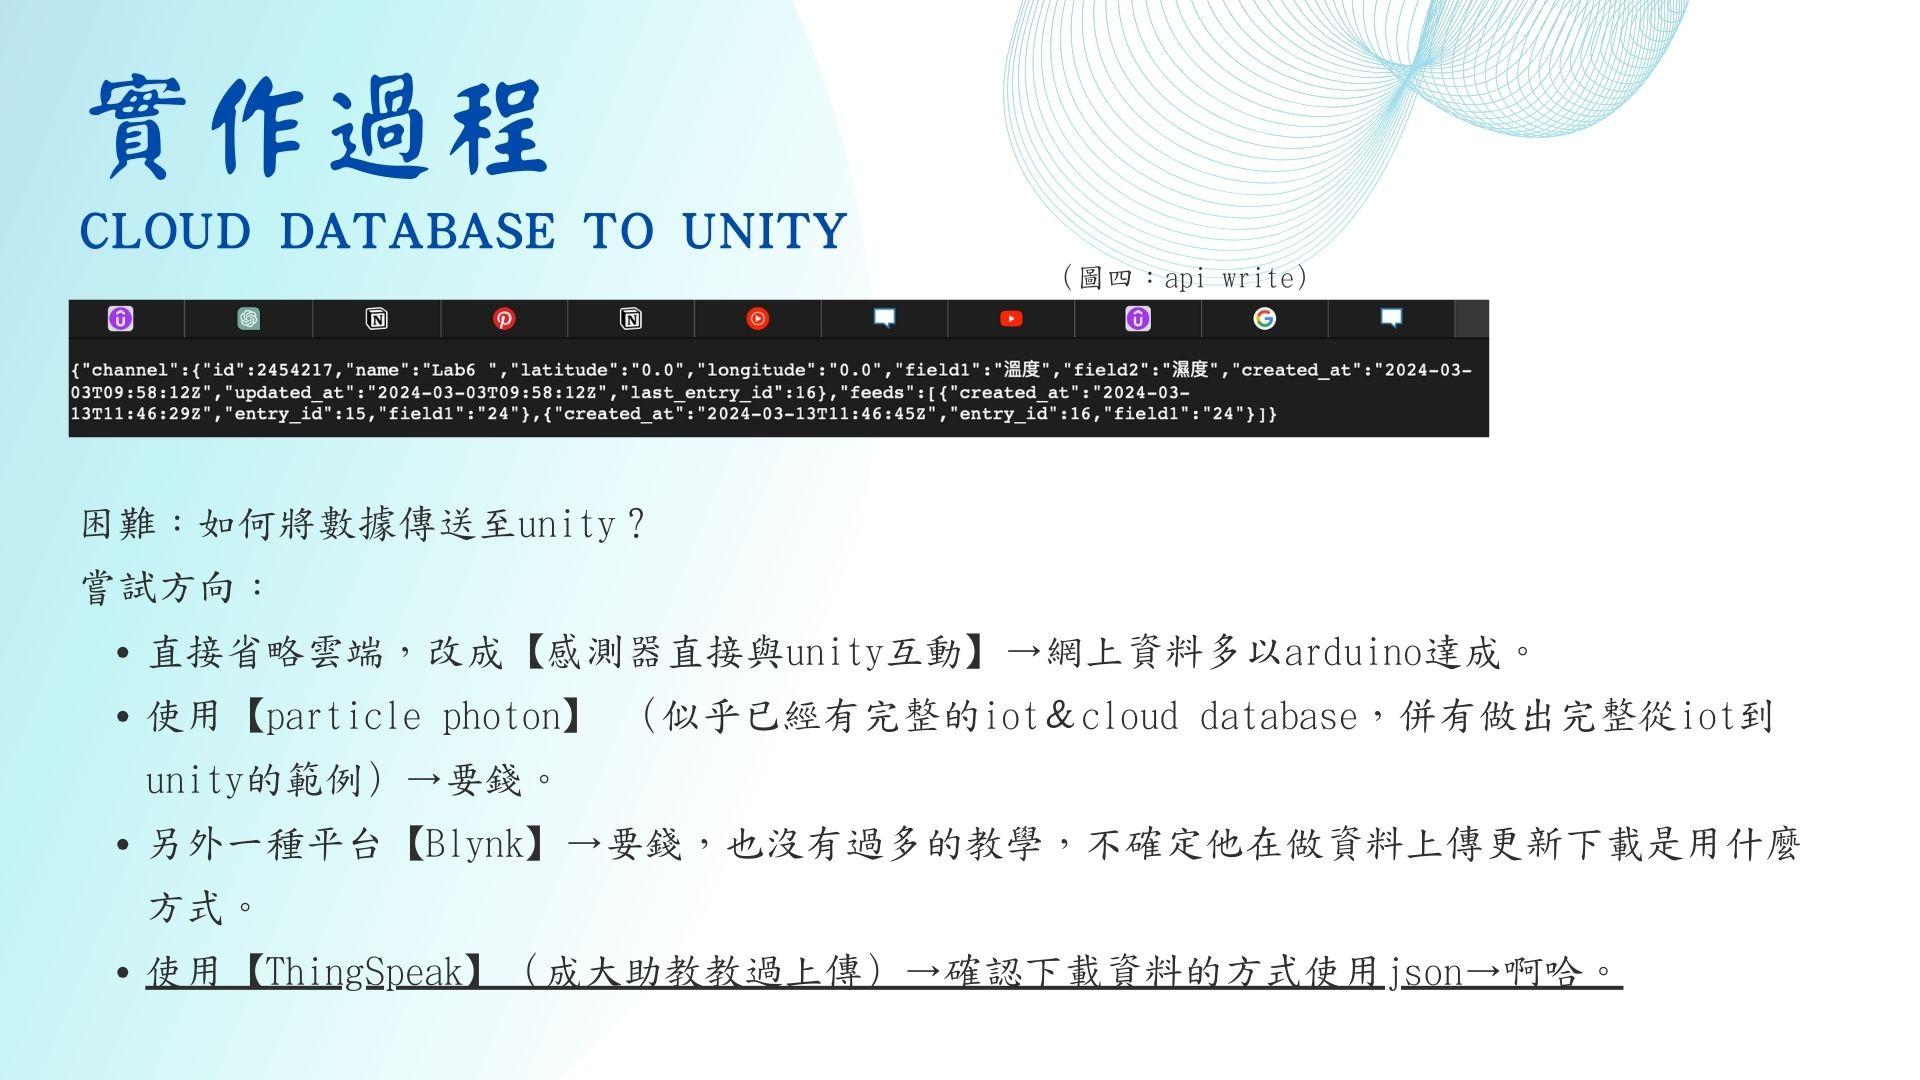 實作過程
CLOUD DATABASE TO UNITY
（圖四：api write）
{"channel":{"id":2454217,"name":"Lab6 ","latitude":"0.0","longitude":"0.0","field1":"溫度","field2":"濕度","created_at":"2024-03-
03T09:58:12Z","updated_at":"2024-03-03T09:58:12Z","last_entry_id":16},"feeds":[{"created_at":"2024-03-
13T11:46:29Z","entry_id":15,"field1":"24"},{"created_at":"2024-03-13T11:46:45Z","entry_id":16,"field1":"24"}]}
困難：如何將數據傳送至unity？
嘗試方向：
• 直接省略雲端，改成【感測器直接與unity互動】→網上資料多以arduino達成。
• 使用【particle photon】 （似乎已經有完整的iot&cloud database，併有做出完整從iot到
unity的範例）→要錢。
• 另外一種平台【Blynk】→要錢，也沒有過多的教學，不確定他在做資料上傳更新下載是用什麼
方式。
• 使用【ThingSpeak】（成大助教教過上傳）→確認下載資料的方式使用json→啊哈。